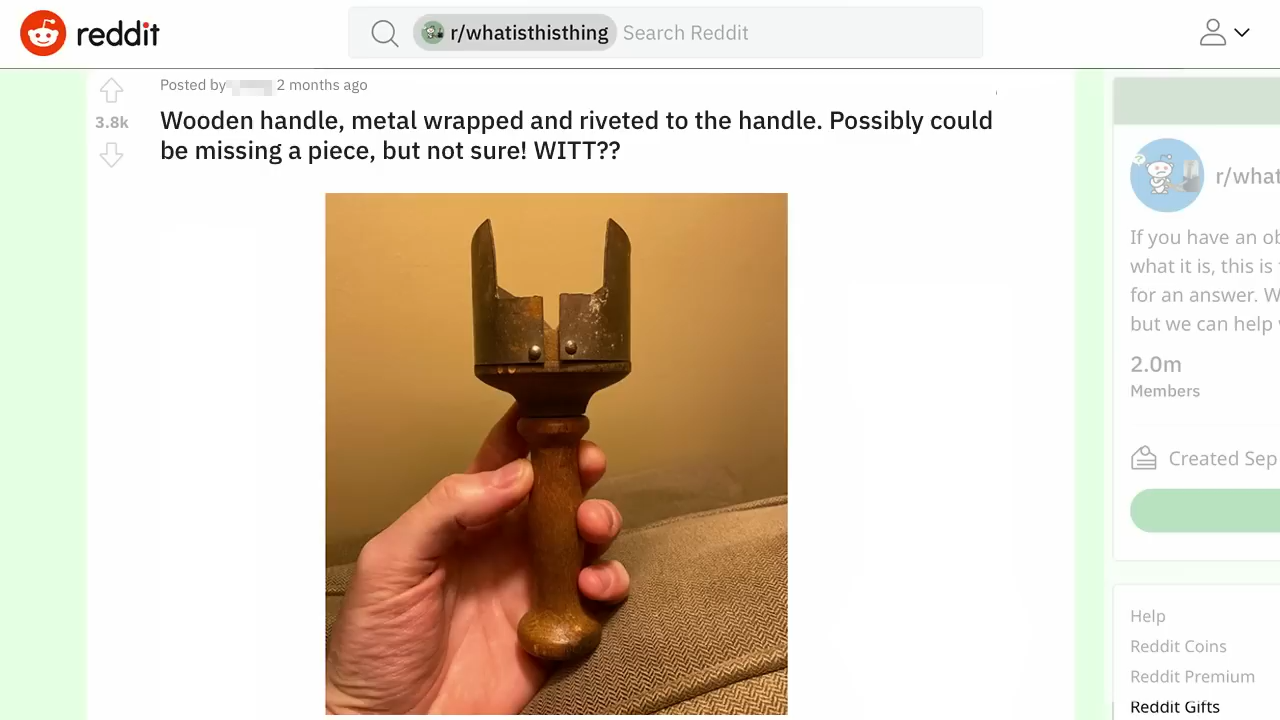 reddit
r/whatisthisthing Search Reddit
Posted by 2 months ago
3.8k
Wooden handle, metal wrapped and riveted to the handle. Possibly could
be missing a piece, but not sure! WITT??
r/what
If you have an ob
what it is, this is
for an answer. W
but we can help
2.0m
Members
Created Sep
Help
Reddit Coins
Reddit Premium
Reddit Gifts